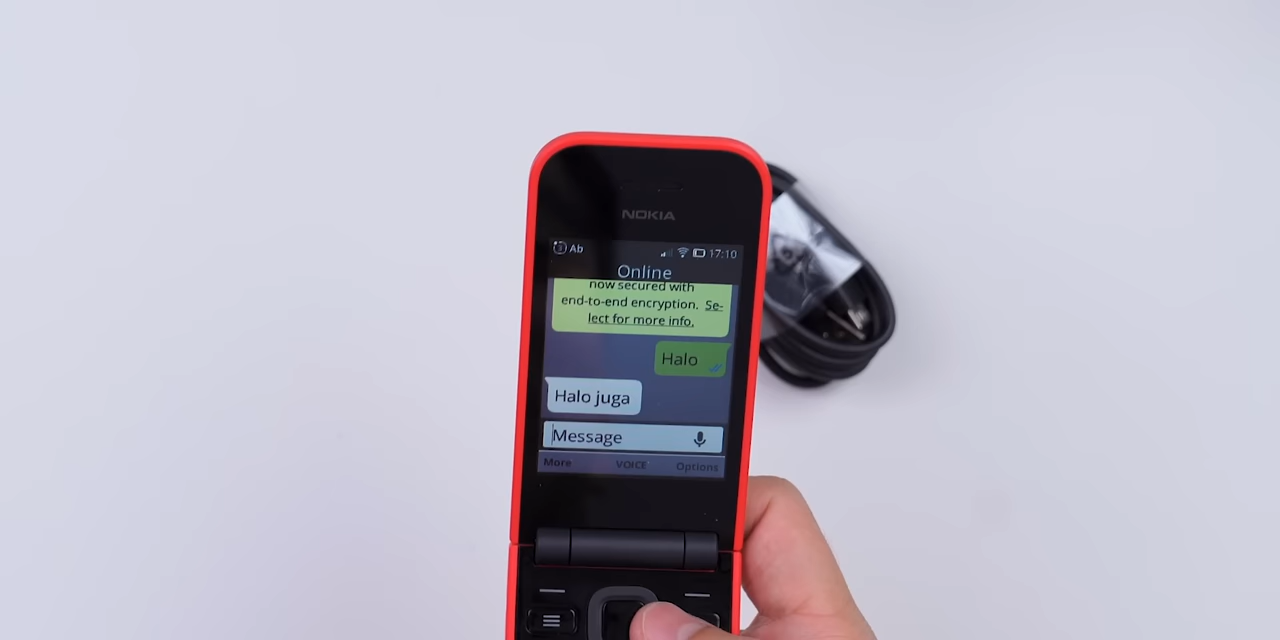 NOKIA
Ab 17:10
Online
now secured with
end-to-end encryption. Se-
lect for more info.
Halo
Halo juga
Message
More VOICE Options